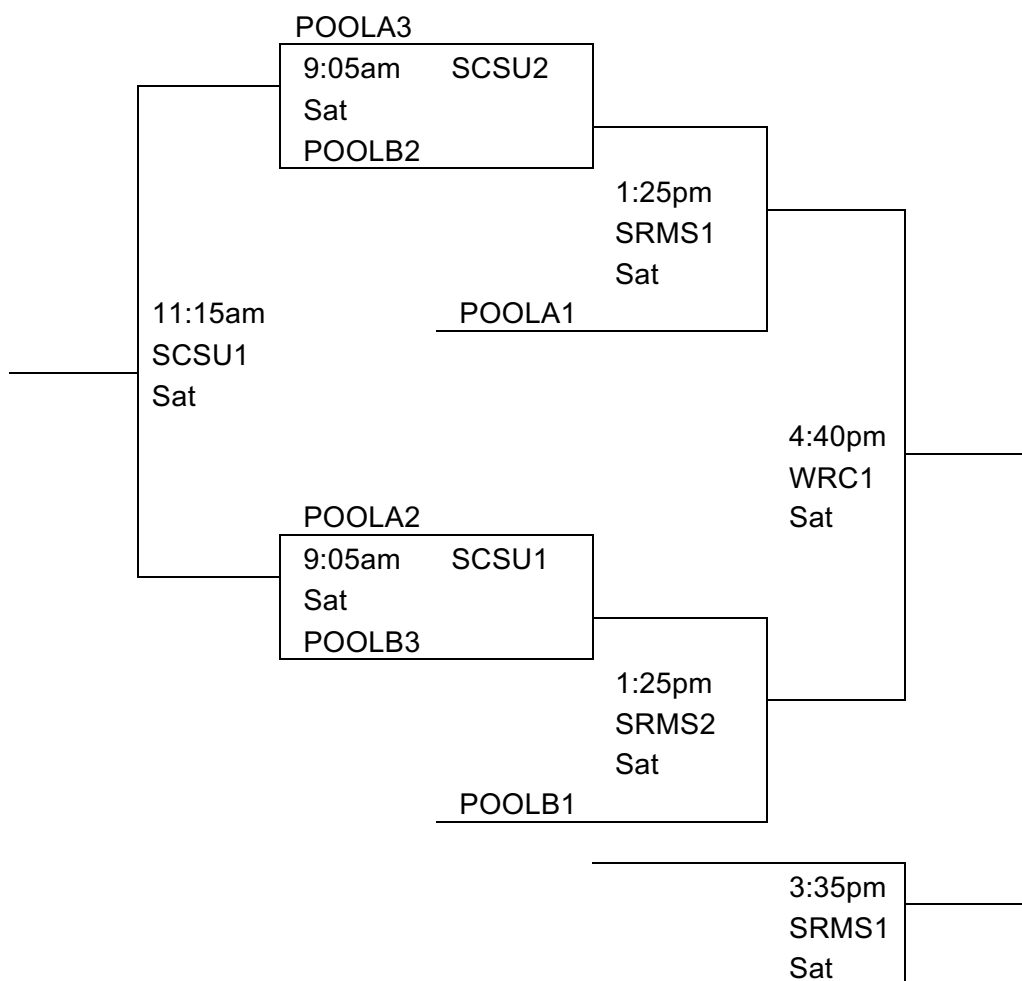 POOLA3
9:05am SCSU2
Sat
POOLB2
1:25pm
SRMS1
Sat
POOLA1
11:15am
SCSU1
Sat
4:40pm
WRC1
Sat
POOLA2
9:05am SCSU1
Sat
POOLB3
1:25pm
SRMS2
Sat
POOLB1
3:35pm
SRMS1
Sat